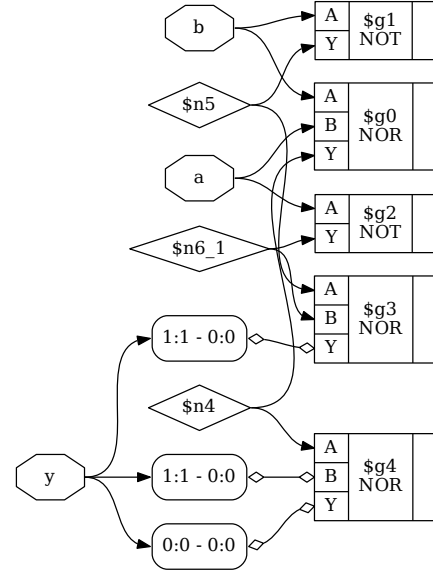 b
A
Y
$g1
NOT
$n5
A
B
Y
$g0
NOR
a
A
Y
$g2
NOT
$n6_1
A
B
Y
$g3
NOR
1:1 - 0:0
$n4
A
B
Y
$g4
NOR
y
1:1 - 0:0
0:0 - 0:0